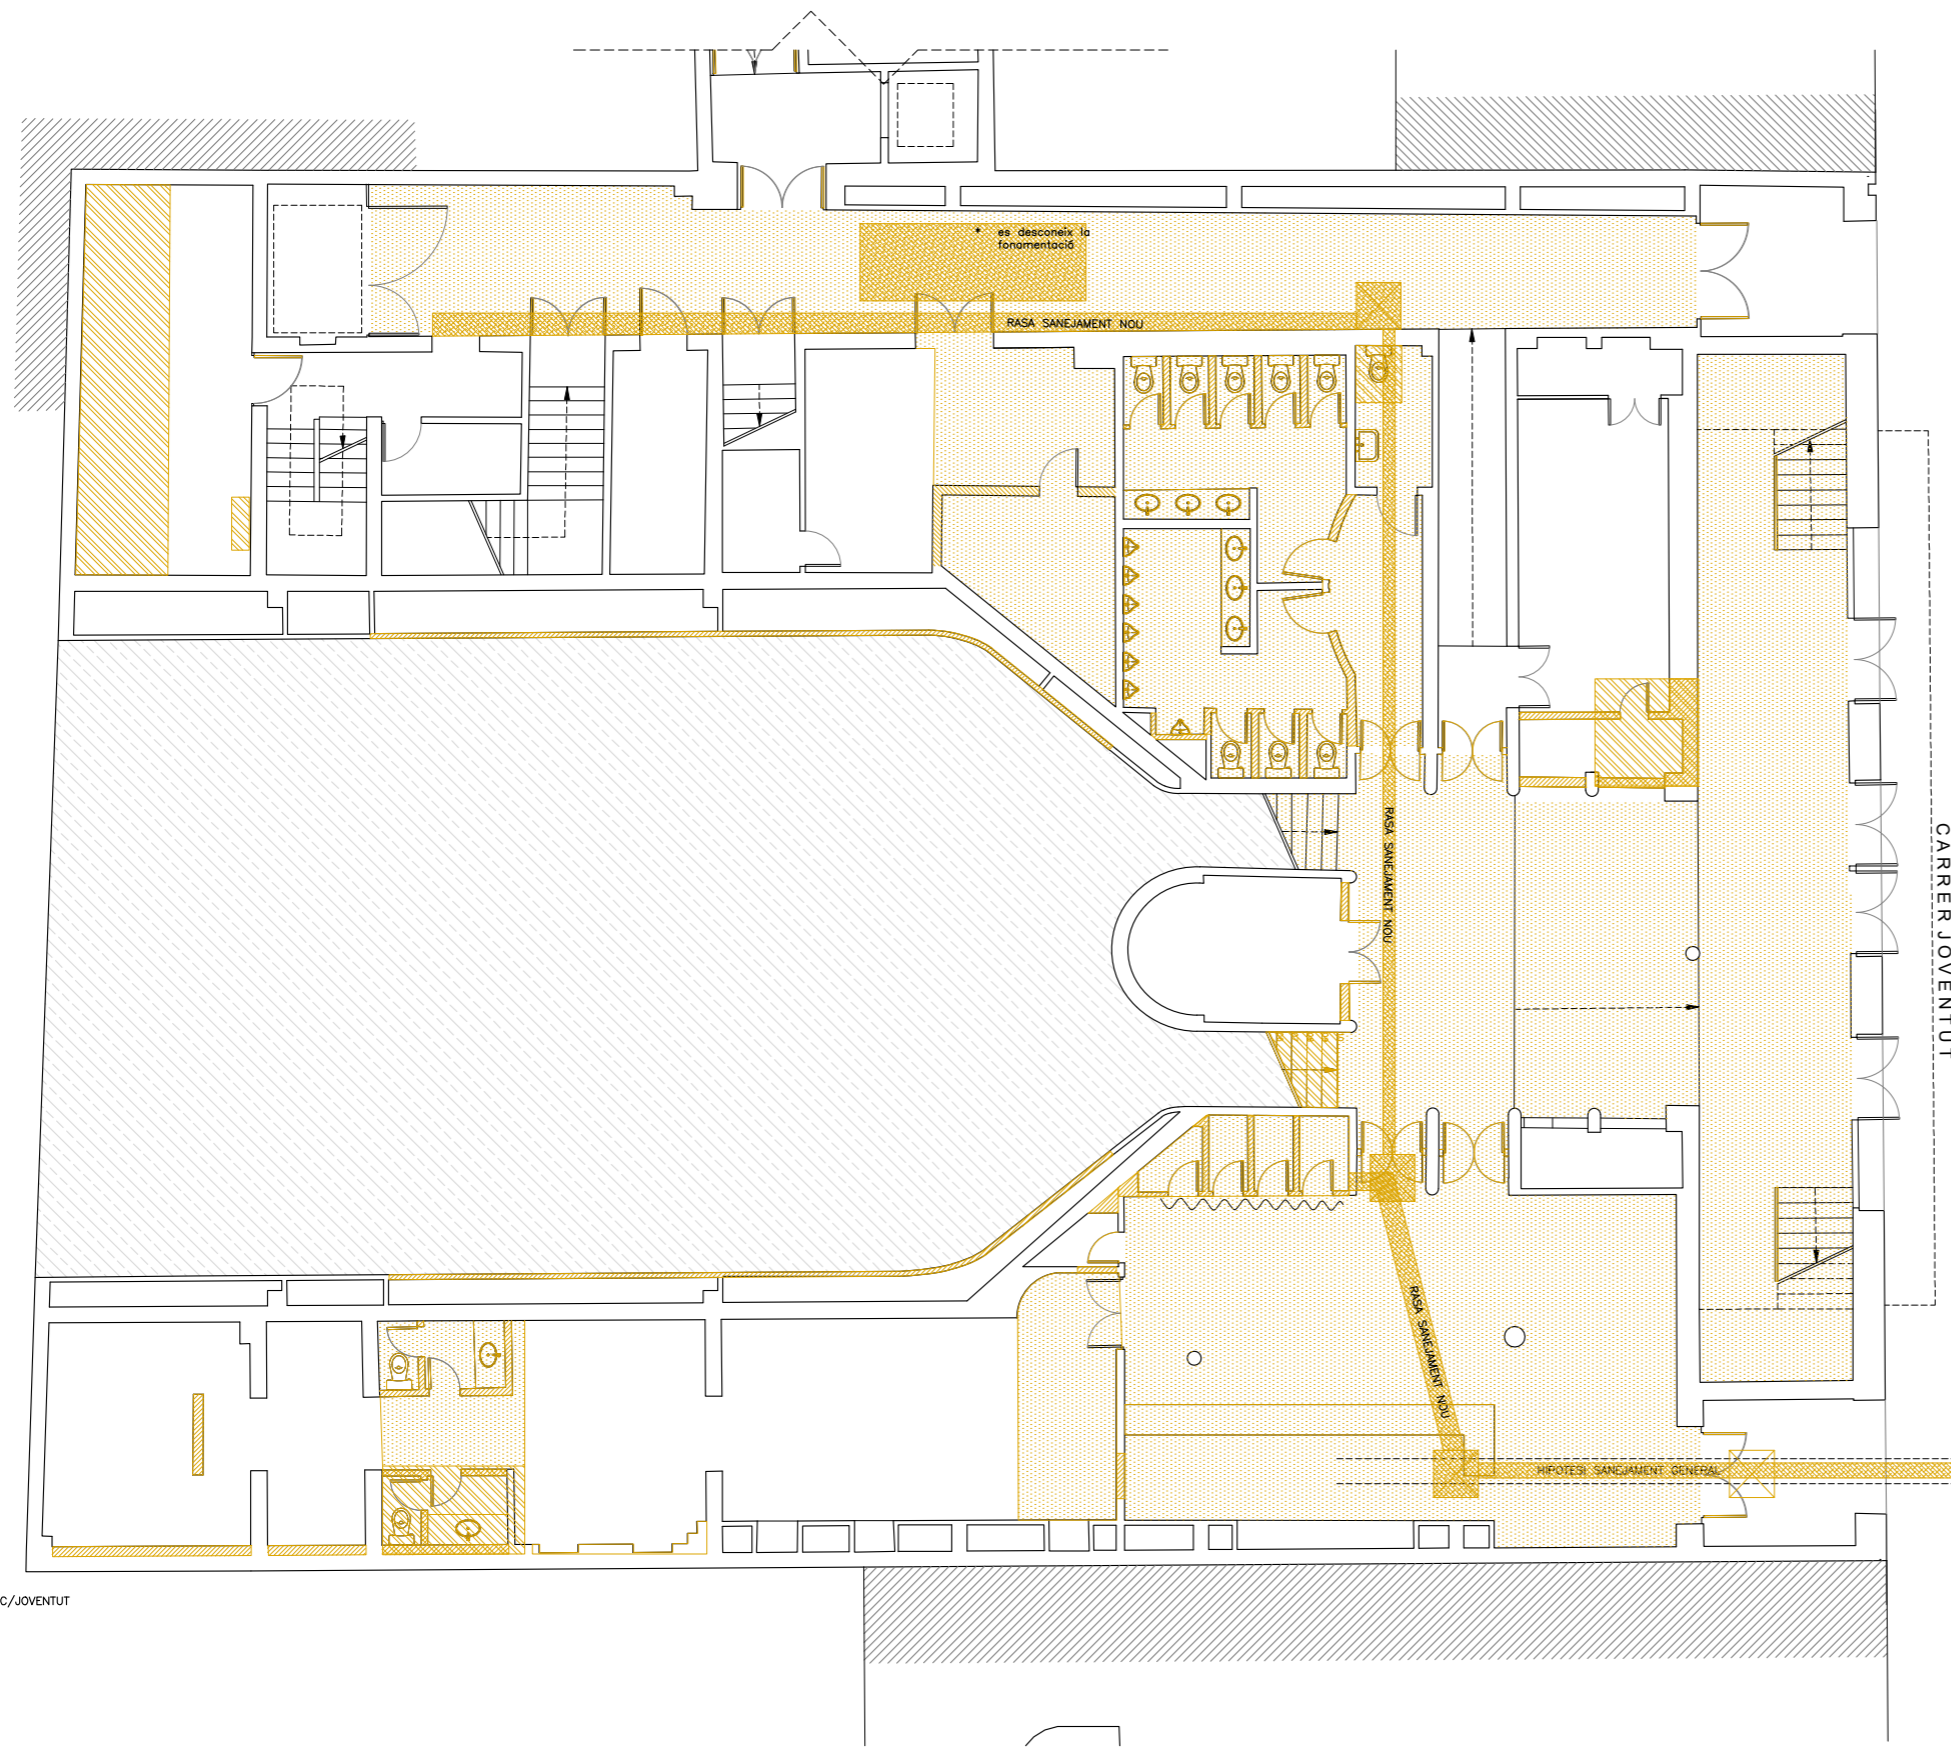 * es desconeix la
fonamentació
RASA SANEJAMENT NOU
RASA SANEJAMENT NOU
CARRER JOVENTUT
RASA SANEJAMENT NOU
HIPOTESI SANEJAMENT GENERAL
C/JOVENTUT